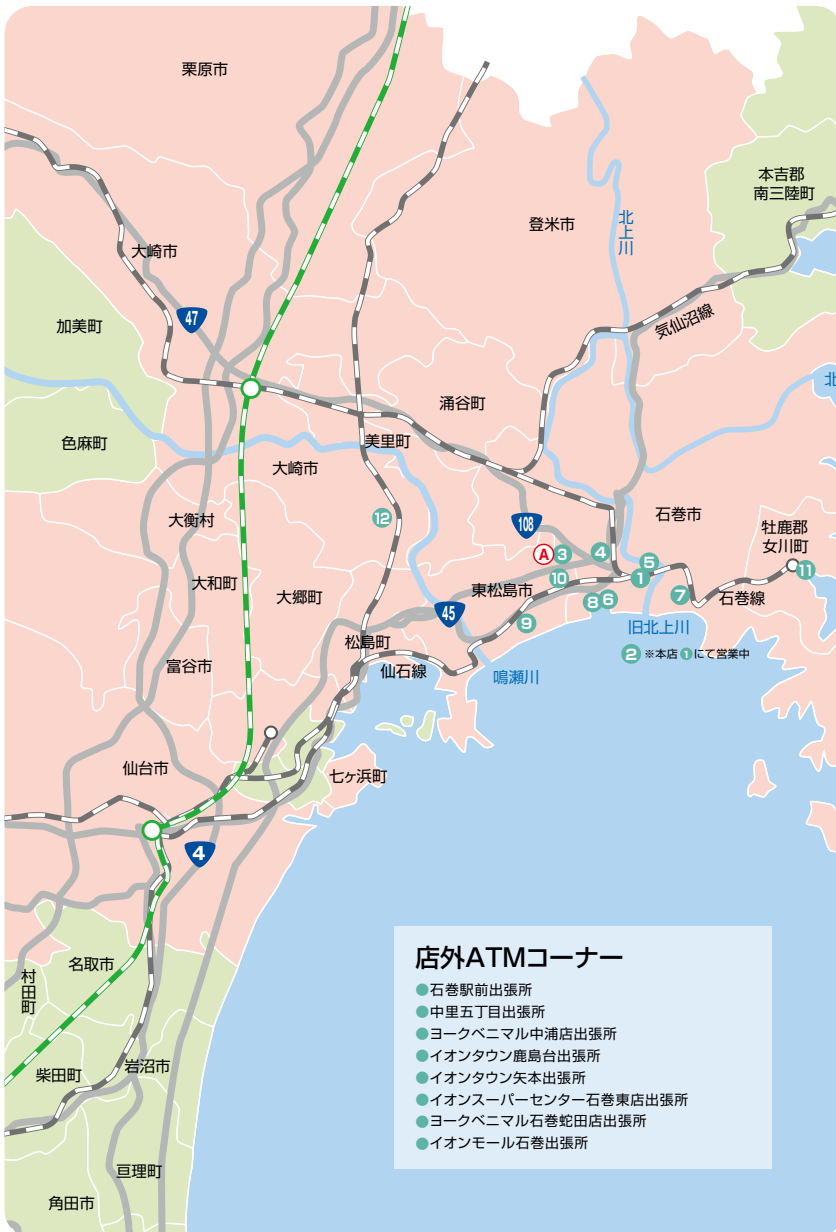 栗原市
本吉郡
南三陸町
登米市
北上川
大崎市
47
加美町
気仙沼線
北
涌谷町
色麻町
美里町
大崎市
12
大衡村
108
石巻市
牡鹿郡
女川町
A
3
4
5
11
大和町
大郷町
東松島市
10
1
7
石巻線
8
6
45
9
旧北上川
松島町
2 ※本店1にて営業中
富谷市
仙石線
鳴瀬川
仙台市
七ヶ浜町
4
店外ATMコーナー
●石巻駅前出張所
●中里五丁目出張所
●ヨークベニマル中浦店出張所
●イオンタウン鹿島台出張所
●イオンタウン矢本出張所
●イオンスーパーセンター石巻東店出張所
●ヨークベニマル石巻蛇田店出張所
●イオンモール石巻出張所
名取市
村田町
柴田町
岩沼市
亘理町
角田市